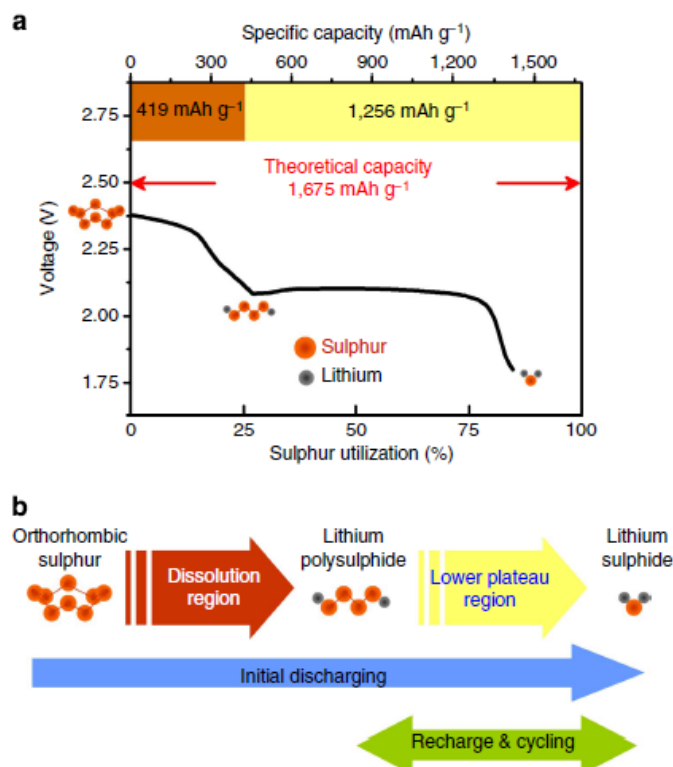 a
Specific capacity (mAh g⁻¹)
0 300 600 900 1,200 1,500
419 mAh g⁻¹ 1,256 mAh g⁻¹
2.75
Theoretical capacity
1,675 mAh g⁻¹
2.50
Voltage (V)
2.25
2.00
Sulphur
Lithium
1.75
0 25 50 75 100
Sulphur utilization (%)
b
Orthorhombic
sulphur
Dissolution
region
Lithium
polysulphide
Lower plateau
region
Lithium
sulphide
Initial discharging
Recharge & cycling